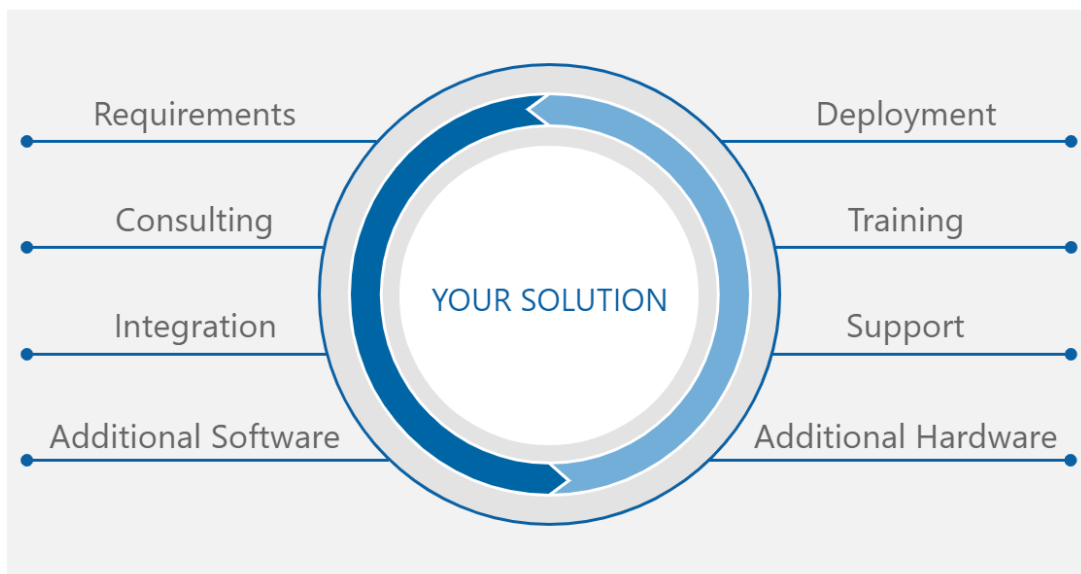 Requirements
Consulting
Integration
Additional Software
YOUR SOLUTION
Deployment
Training
Support
Additional Hardware